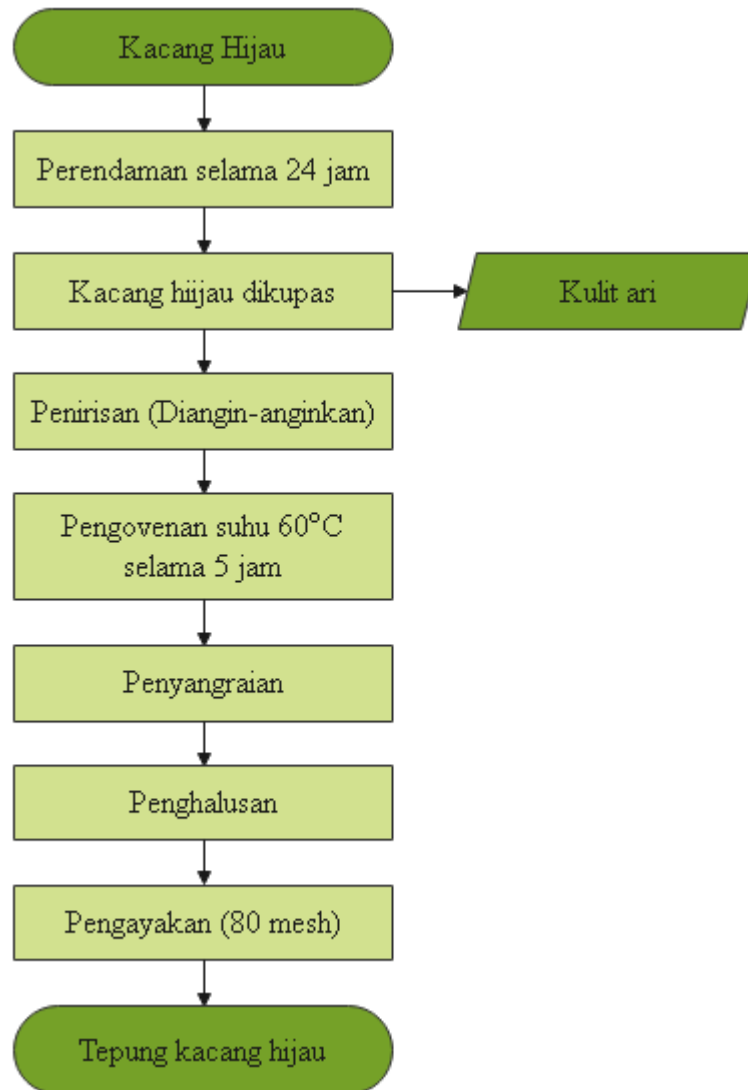 Kacang Hijau
Perendaman selama 24 jam
Kacang hiijau dikupas
Kulit ari
Penirisan (Diangin-anginkan)
Pengovenan suhu 60°C
selama 5 jam
Penyangraian
Penghalusan
Pengayakan (80 mesh)
Tepung kacang hijau